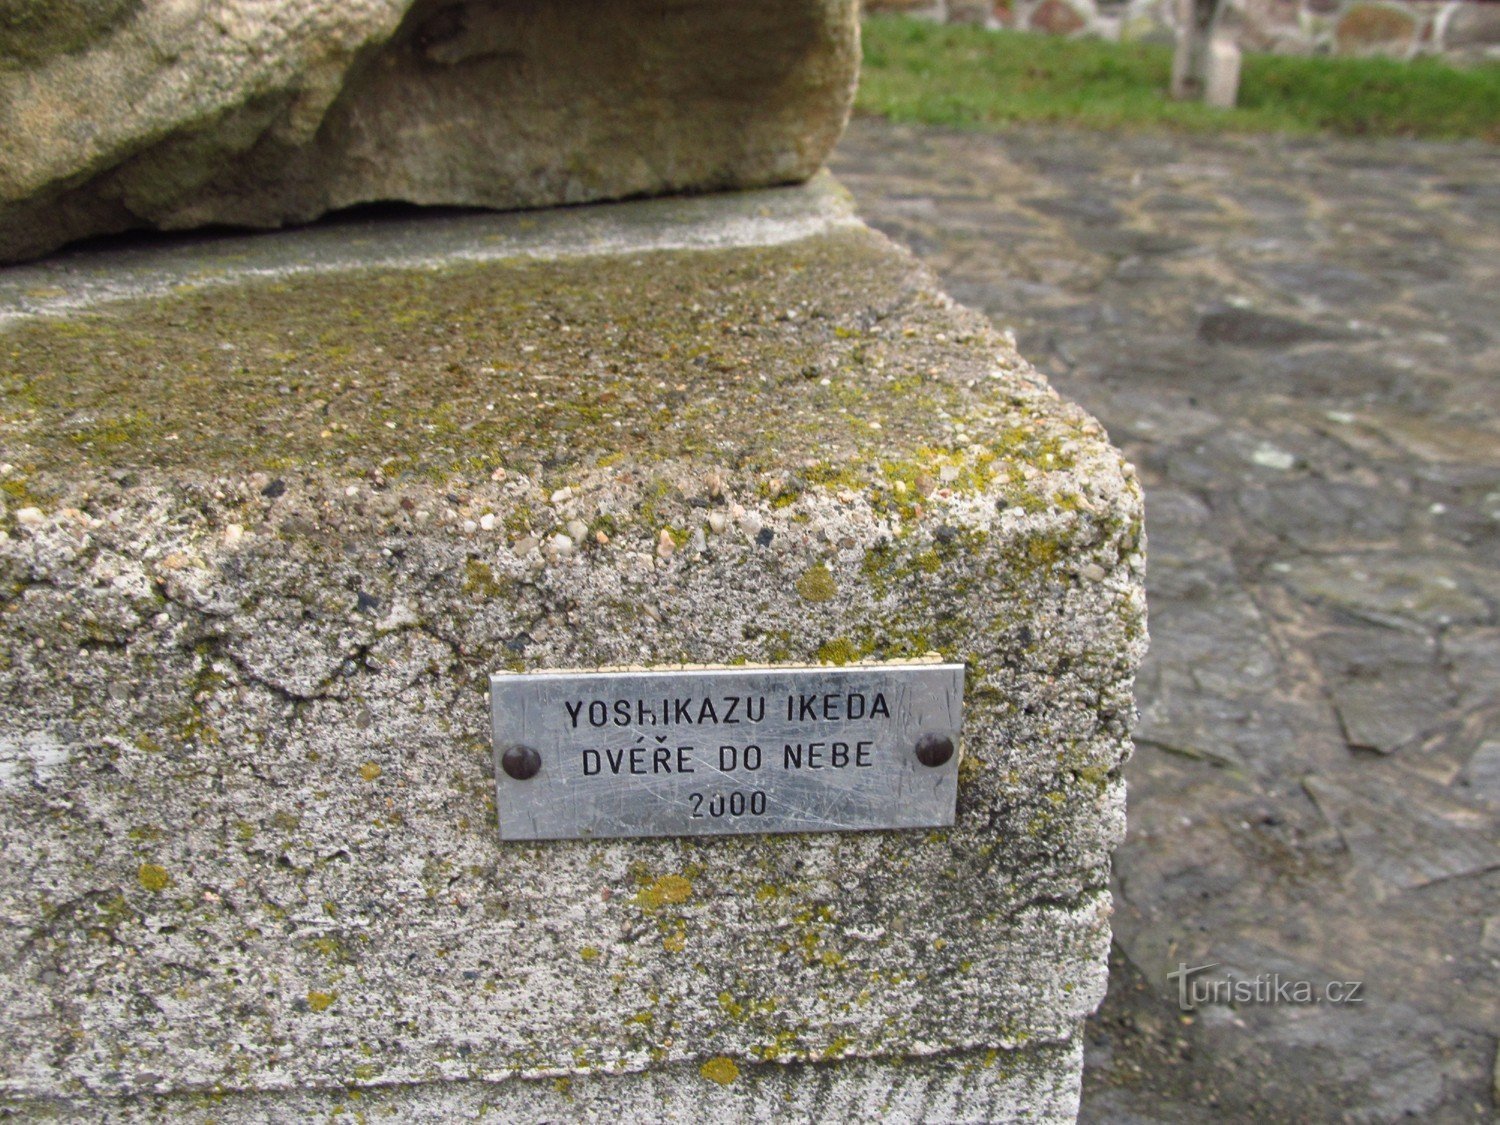 YOSHIKAZU IKEDA
DVÉŘE DO NEBE
2000
Turistika.cz